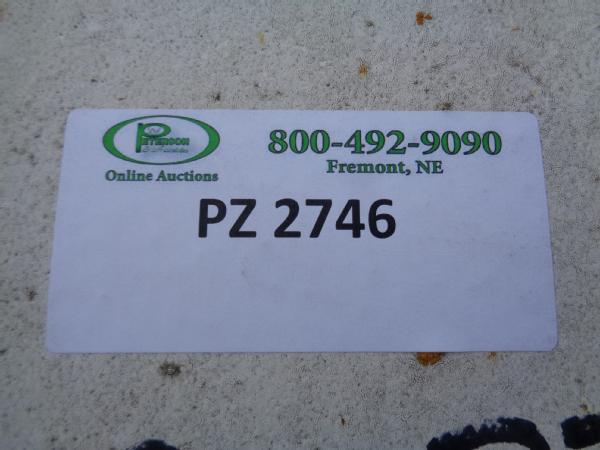 PETERSON
Online Auctions
800-492-9090
Fremont, NE
PZ 2746